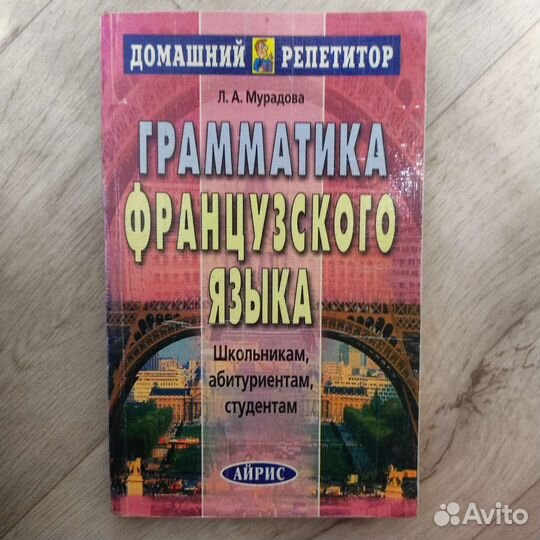 ДОМАШНИЙ РЕПЕТИТОР
Л. А. Мурадова
ГРАММАТИКА
ФРАНЦУЗСКОГО
ЯЗЫКА
Школьникам,
абитуриентам,
студентам
АЙРИС
Avito